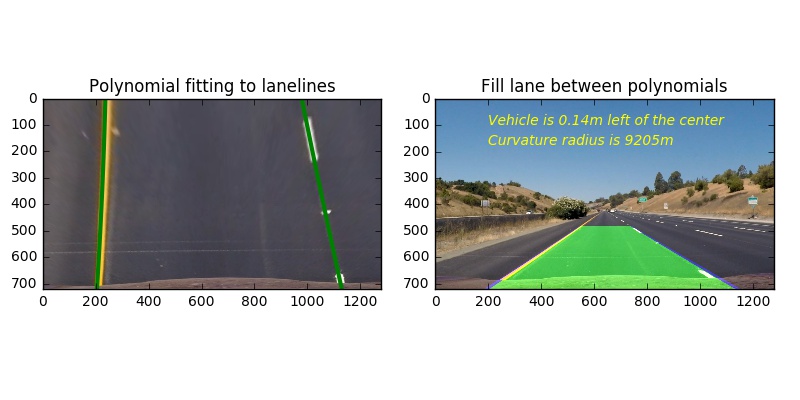 Polynomial fitting to lanelines
0
100
200
300
400
500
600
700
0 200 400 600 800 1000 1200
Fill lane between polynomials
0
100
200
300
400
500
600
700
Vehicle is 0.14m left of the center
Curvature radius is 9205m
0 200 400 600 800 1000 1200